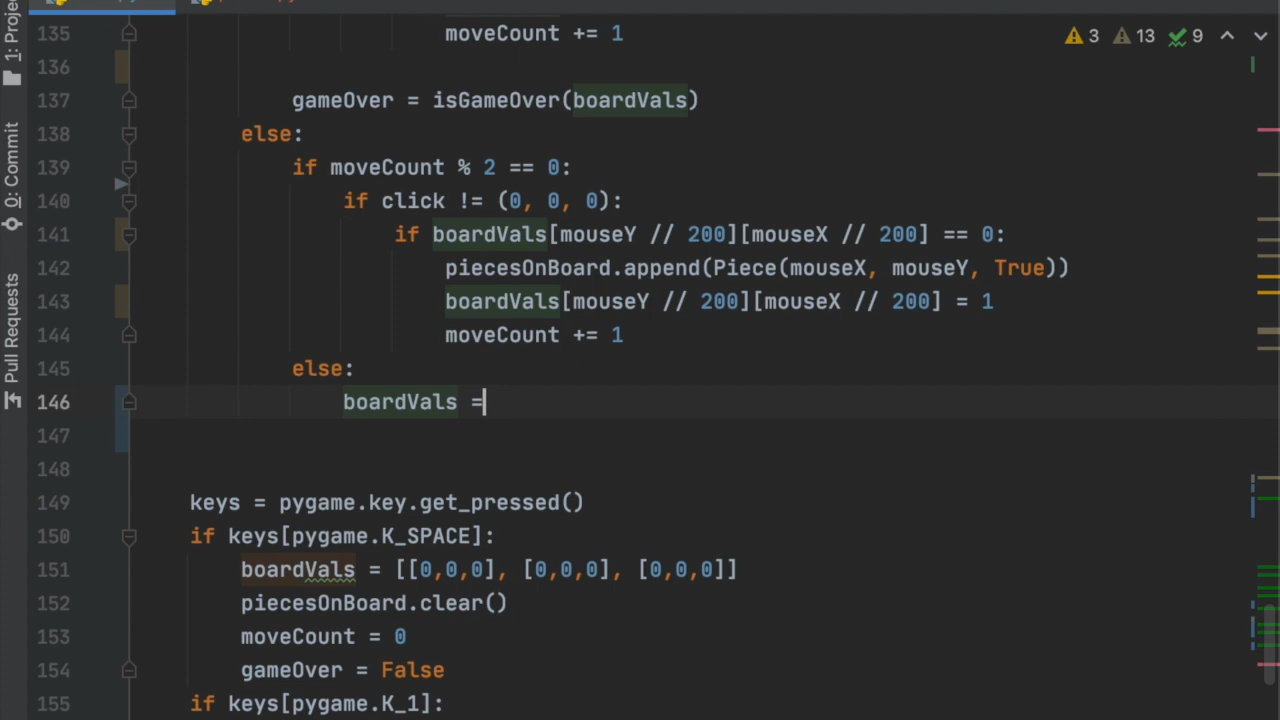 1: Proje
0: Commit
Pull Requests
3 13 9
135 moveCount += 1
136
137 gameOver = isGameOver(boardVals)
138 else:
139 if moveCount % 2 == 0:
140 if click != (0, 0, 0):
141 if boardVals[mouseY // 200][mouseX // 200] == 0:
142 piecesOnBoard.append(Piece(mouseX, mouseY, True))
143 boardVals[mouseY // 200][mouseX // 200] = 1
144 moveCount += 1
145 else:
146 boardVals =
147
148
149 keys = pygame.key.get_pressed()
150 if keys[pygame.K_SPACE]:
151 boardVals = [[0,0,0], [0,0,0], [0,0,0]]
152 piecesOnBoard.clear()
153 moveCount = 0
154 gameOver = False
155 if keys[pygame.K_1]: